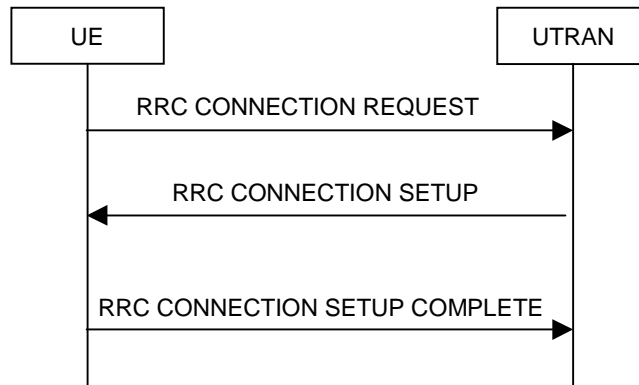 UE
UTRAN
RRC CONNECTION REQUEST
RRC CONNECTION SETUP
RRC CONNECTION SETUP COMPLETE